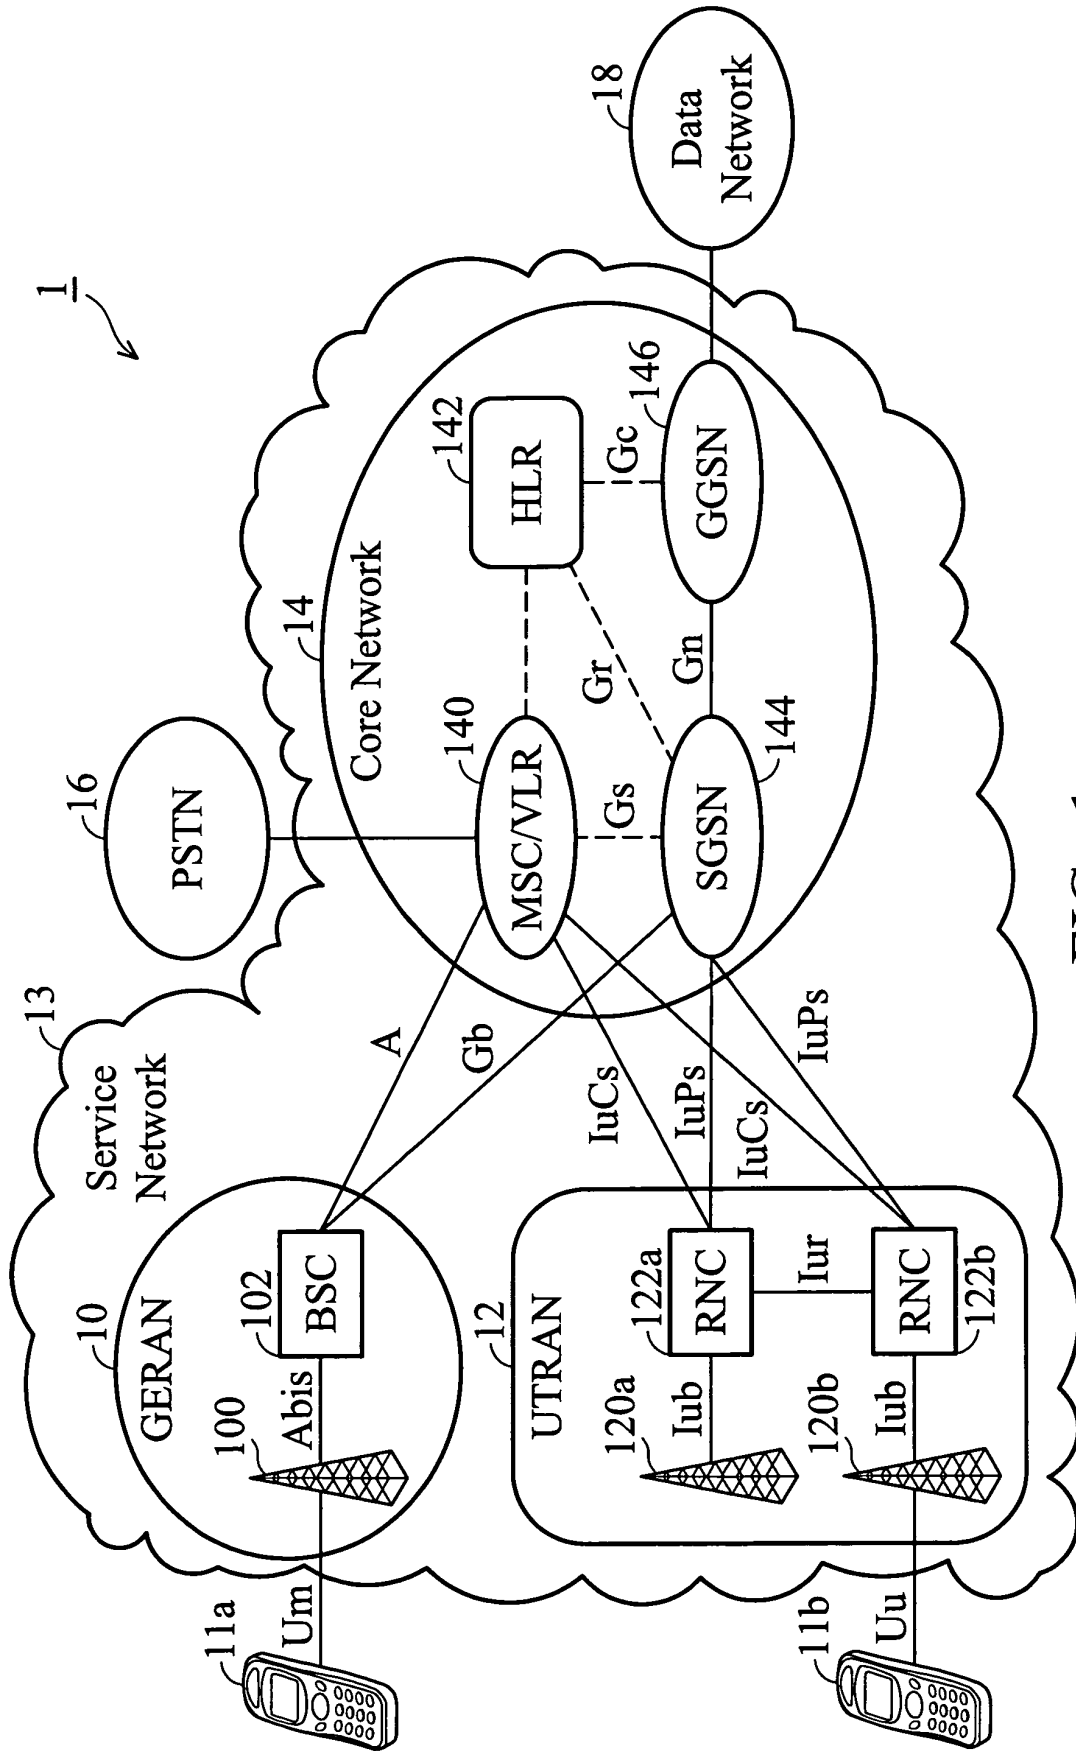 1
Service
Network
13
PSTN
16
Core Network
14
Data
Network
18
GERAN
10
BSC
102
100
Abis
Um
11a
A
Gb
MSC/VLR
140
HLR
142
Gs
Gr
Gc
SGSN
144
Gn
GGSN
146
UTRAN
12
120a
Iub
RNC
122a
IuCs
IuPs
IuCs
IuPs
Iur
120b
Iub
RNC
122b
Uu
11b